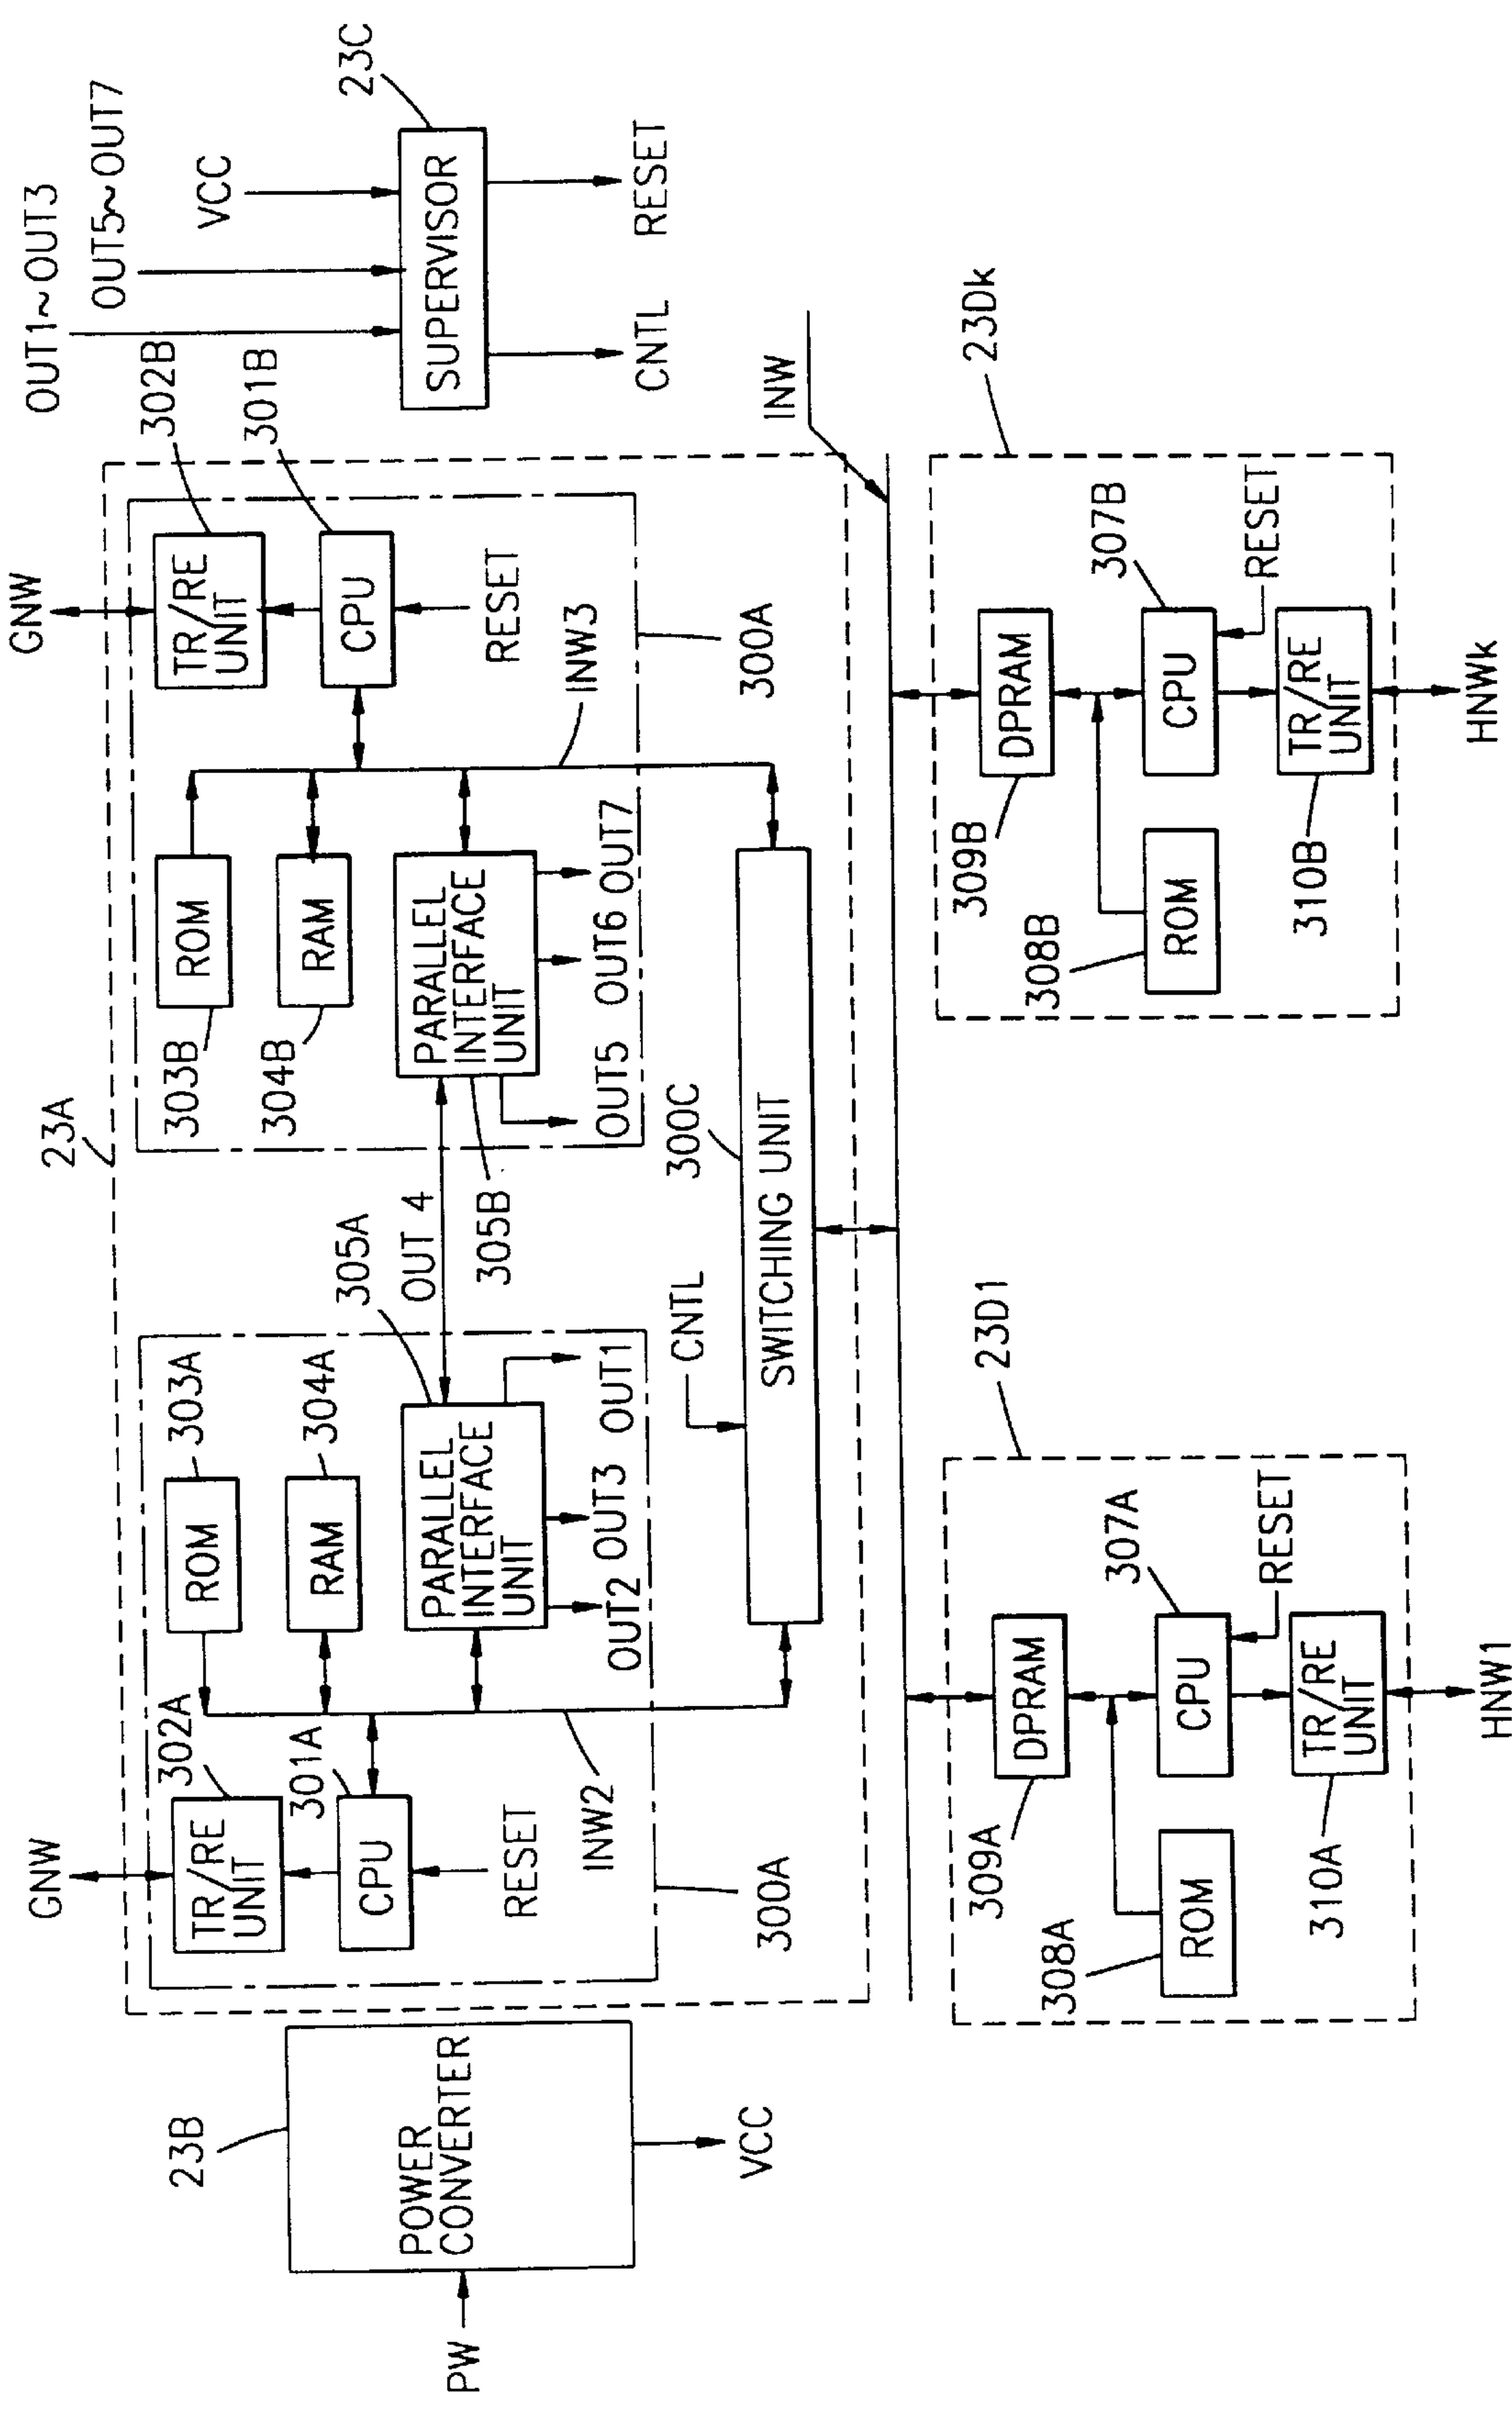 PW
23B
POWER
CONVERTER
VCC
23A
GNW
302A
TR/RE
UNIT
301A
CPU
RESET
INW2
300A
303A
ROM
304A
RAM
305A
PARALLEL
INTERFACE
UNIT
OUT2 OUT3 OUT1
OUT 4
305B
PARALLEL
INTERFACE
UNIT
OUT5 OUT6 OUT7
303B
ROM
304B
RAM
GNW
302B
TR/RE
UNIT
301B
CPU
RESET
INW3
300A
CNTL
300C
SWITCHING UNIT
OUT1~OUT3
OUT5~OUT7
VCC
23C
SUPERVISOR
CNTL
RESET
INW
23D1
309A
DPRAM
307A
CPU
RESET
308A
ROM
310A
TR/RE
UNIT
HNW1
23Dk
309B
DPRAM
307B
CPU
RESET
308B
ROM
310B
TR/RE
UNIT
HNWk